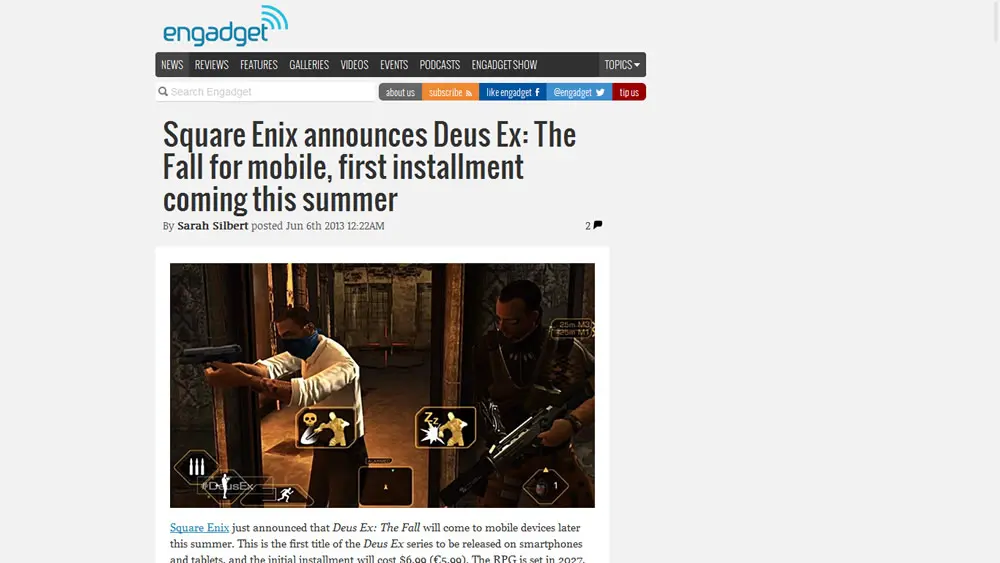 engadget
NEWS REVIEWS FEATURES GALLERIES VIDEOS EVENTS PODCASTS ENGADGET SHOW TOPICS
Search Engadget about us subscribe like engadget @engadget tip us
Square Enix announces Deus Ex: The
Fall for mobile, first installment
coming this summer
By Sarah Silbert posted Jun 6th 2013 12:22AM 2
25m M3
Zzz
#DeusEx
1
Square Enix just announced that Deus Ex: The Fall will come to mobile devices later
this summer. This is the first title of the Deus Ex series to be released on smartphones
and tablets, and the initial installment will cost $6.99 (€5.99). The RPG is set in 2027,